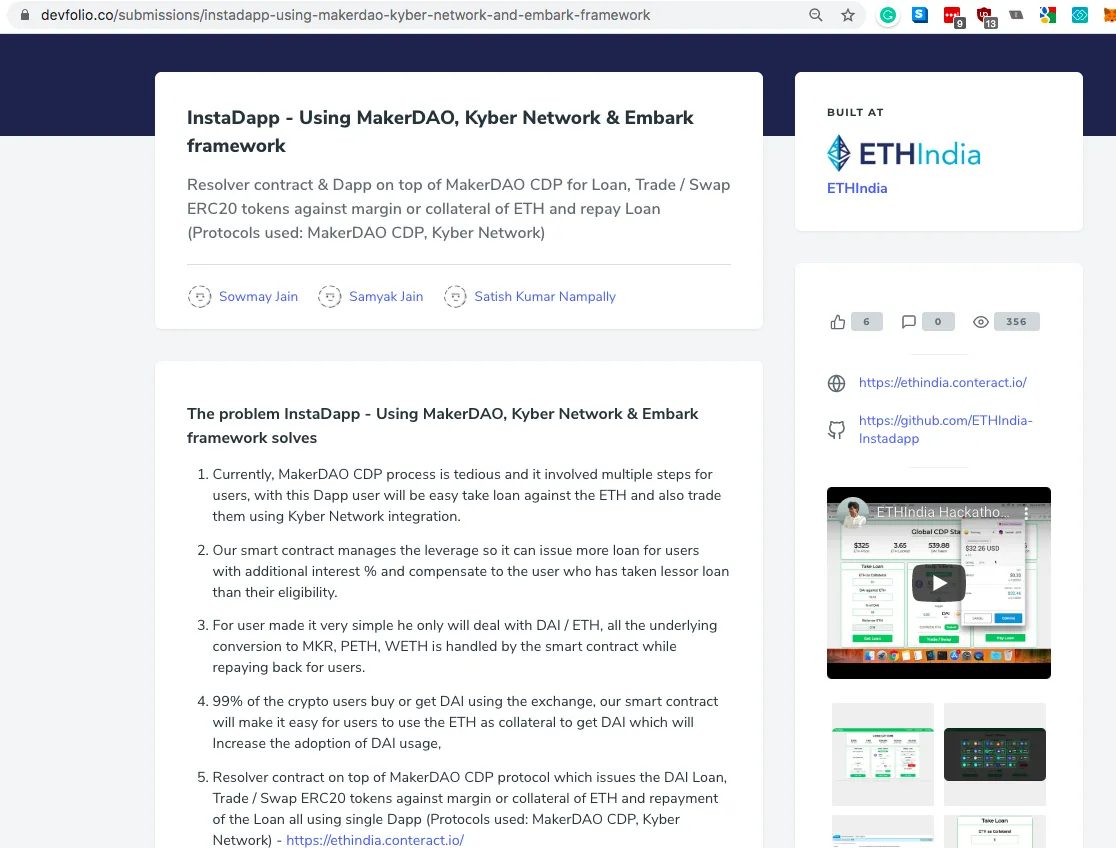 devfolio.co/submissions/instadapp-using-makerdao-kyber-network-and-embark-framework
9
13
InstaDapp - Using MakerDAO, Kyber Network & Embark
framework
Resolver contract & Dapp on top of MakerDAO CDP for Loan, Trade / Swap
ERC20 tokens against margin or collateral of ETH and repay Loan
(Protocols used: MakerDAO CDP, Kyber Network)
Sowmay Jain
Samyak Jain
Satish Kumar Nampally
BUILT AT
ETHIndia
ETHIndia
The problem InstaDapp - Using MakerDAO, Kyber Network & Embark
framework solves
1. Currently, MakerDAO CDP process is tedious and it involved multiple steps for
users, with this Dapp user will be easy take loan against the ETH and also trade
them using Kyber Network integration.
2. Our smart contract manages the leverage so it can issue more loan for users
with additional interest % and compensate to the user who has taken lessor loan
than their eligibility.
3. For user made it very simple he only will deal with DAI / ETH, all the underlying
conversion to MKR, PETH, WETH is handled by the smart contract while
repaying back for users.
4. 99% of the crypto users buy or get DAI using the exchange, our smart contract
will make it easy for users to use the ETH as collateral to get DAI which will
Increase the adoption of DAI usage,
5. Resolver contract on top of MakerDAO CDP protocol which issues the DAI Loan,
Trade / Swap ERC20 tokens against margin or collateral of ETH and repayment
of the Loan all using single Dapp (Protocols used: MakerDAO CDP, Kyber
Network) - https://ethindia.conteract.io/
6
0
356
https://ethindia.conteract.io/
https://github.com/ETHIndia-
Instadapp
ETHIndia Hackatho...
Global CDP Sta
$325
3.65
539.88
$32.26 USD
Take Loan
ETH as Collateral
Get Loan
Trade / Swap
Pay Loan
Take Loan
ETH as Collateral